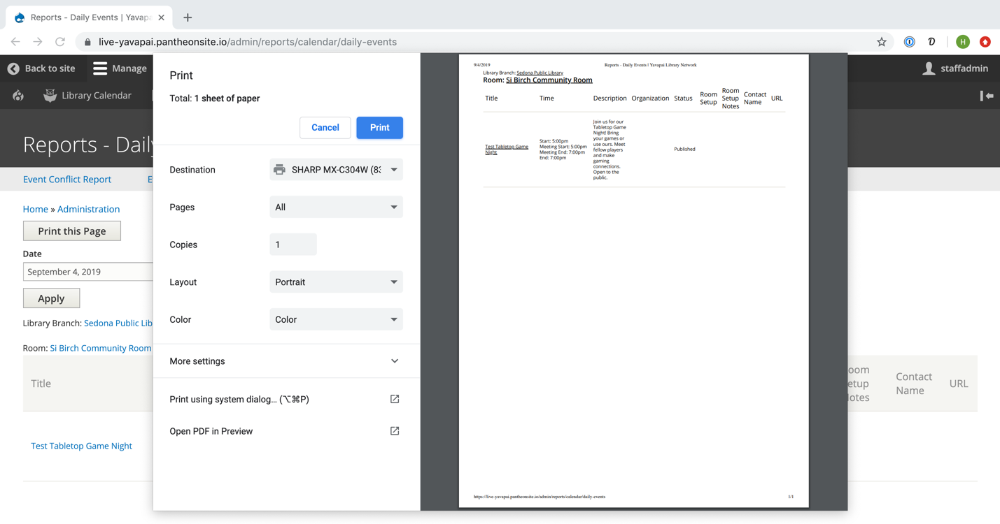 Reports - Daily Events | Yavapa
live-yavapai.pantheonsite.io/admin/reports/calendar/daily-events
H
Back to site
Manage
staffadmin
Library Calendar
Reports - Daily
Event Conflict Report
E
Home » Administration
Print this Page
Date
September 4, 2019
Apply
Library Branch: Sedona Public Lib
Room: Si Birch Community Room
Title
Test Tabletop Game Night
Print
Total: 1 sheet of paper
Cancel
Print
Destination
SHARP MX-C304W (83
Pages
All
Copies
1
Layout
Portrait
Color
Color
More settings
Print using system dialog... (⌥⌘P)
Open PDF in Preview
9/4/2019
Reports - Daily Events | Yavapai Library Network
Library Branch: Sedona Public Library
Room: Si Birch Community Room
Title
Time
Description
Organization
Status
Room
Setup
Room
Setup
Notes
Contact
Name
URL
Test Tabletop Game
Night
Start: 5:00pm
Meeting Start: 5:00pm
Meeting End: 7:00pm
End: 7:00pm
Join us for our
Tabletop Game
Night! Bring
your games or
use ours. Meet
fellow players
and make
gaming
connections.
Open to the
public.
Published
https://live-yavapai.pantheonsite.io/admin/reports/calendar/daily-events
1/1
oom
etup
lotes
Contact
Name
URL